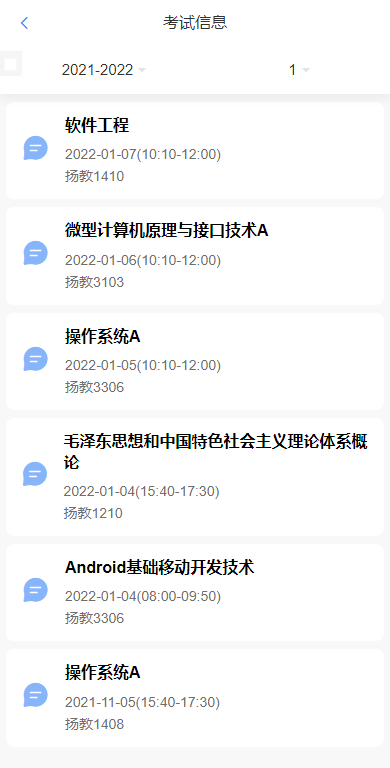 考试信息
2021-2022
1
软件工程
2022-01-07(10:10-12:00)
扬教1410
微型计算机原理与接口技术A
2022-01-06(10:10-12:00)
扬教3103
操作系统A
2022-01-05(10:10-12:00)
扬教3306
毛泽东思想和中国特色社会主义理论体系概
论
2022-01-04(15:40-17:30)
扬教1210
Android基础移动开发技术
2022-01-04(08:00-09:50)
扬教3306
操作系统A
2021-11-05(15:40-17:30)
扬教1408